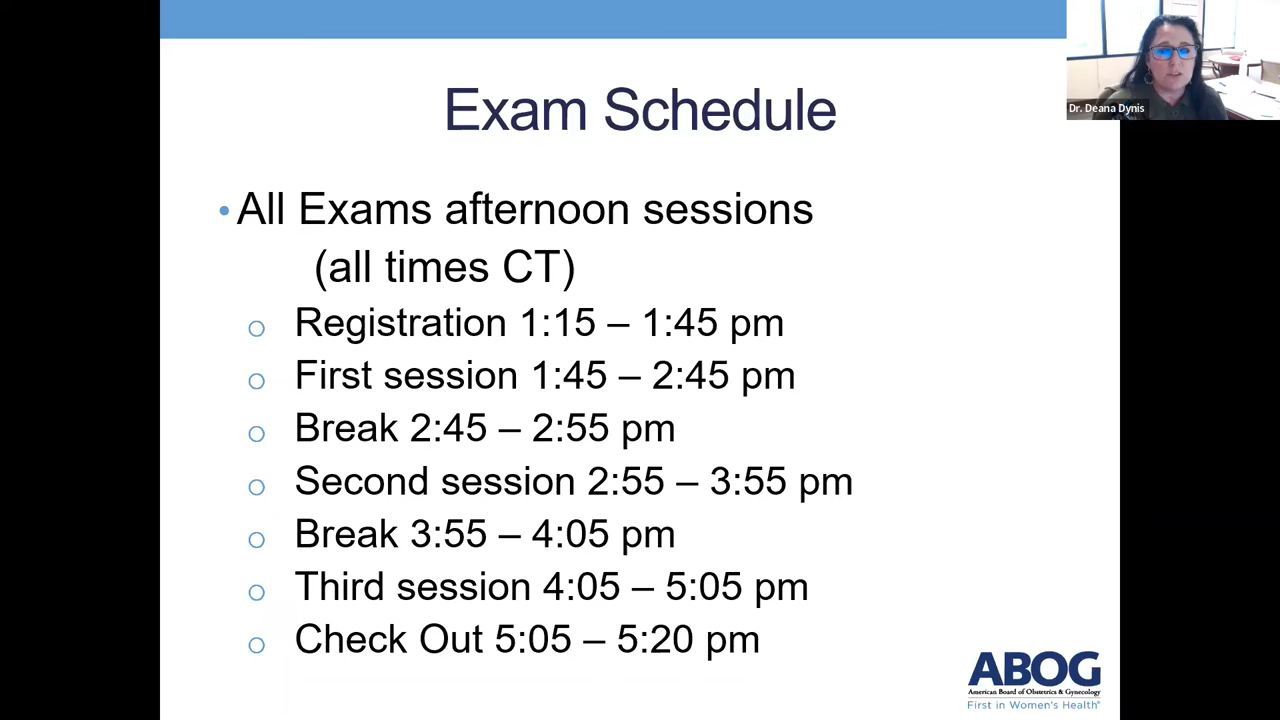 Exam Schedule
Dr. Deana Dynis
• All Exams afternoon sessions
(all times CT)
o Registration 1:15 – 1:45 pm
o First session 1:45 – 2:45 pm
o Break 2:45 – 2:55 pm
o Second session 2:55 – 3:55 pm
o Break 3:55 – 4:05 pm
o Third session 4:05 – 5:05 pm
o Check Out 5:05 – 5:20 pm
ABOG
American Board of Obstetrics & Gynecology
First in Women's Health®